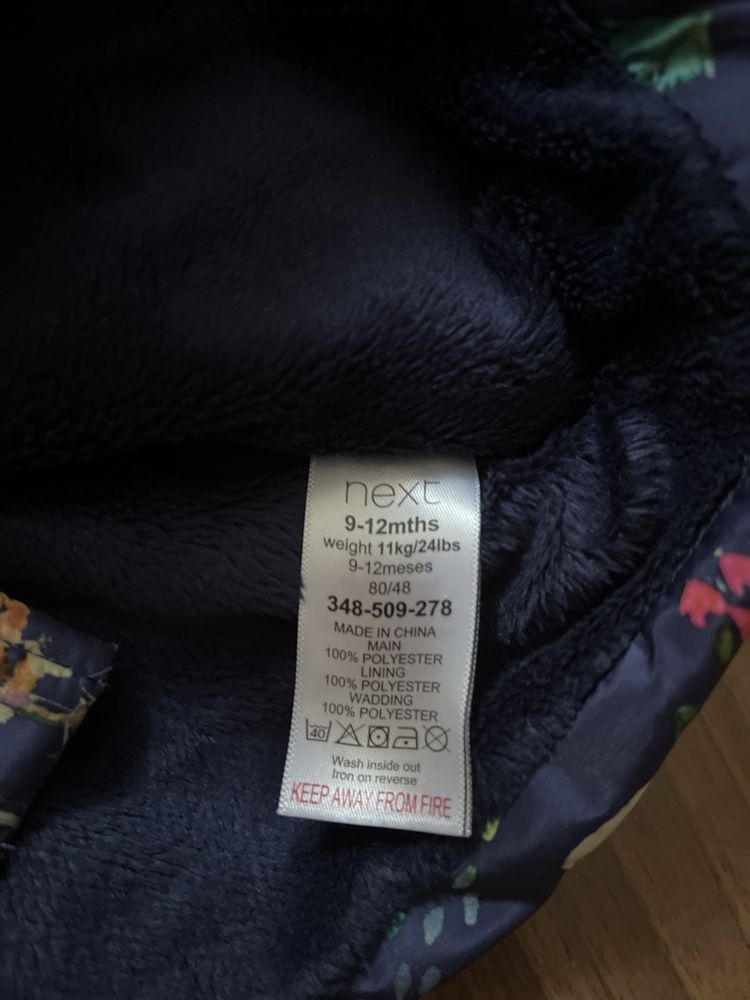 next
9-12mths
weight 11kg/24lbs
9-12meses
80/48
348-509-278
MADE IN CHINA
MAIN
100% POLYESTER
LINING
100% POLYESTER
WADDING
100% POLYESTER
40
Wash inside out
Iron on reverse
KEEP AWAY FROM FIRE